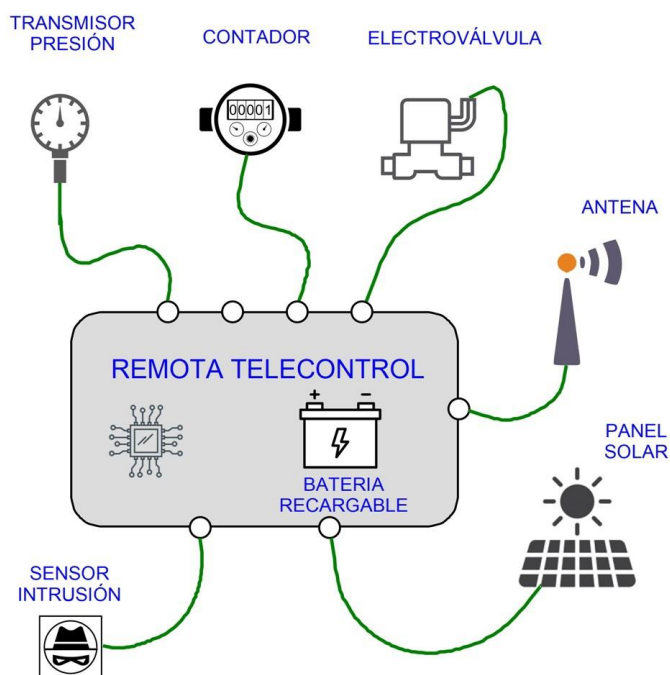 TRANSMISOR
PRESIÓN
CONTADOR
ELECTROVÁLVULA
00001
ANTENA
REMOTA TELECONTROL
+ −
BATERIA
RECARGABLE
PANEL
SOLAR
SENSOR
INTRUSIÓN